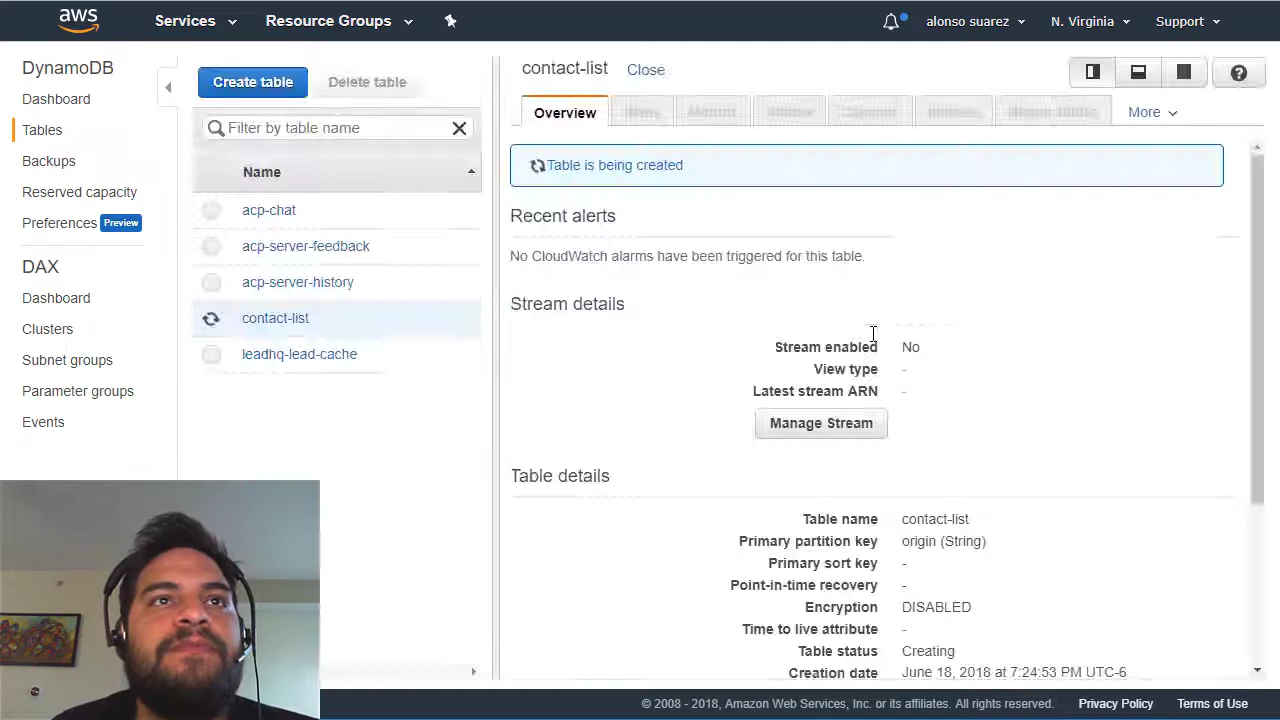 aws
Services
Resource Groups
alonso suarez
N. Virginia
Support
DynamoDB
Dashboard
Tables
Backups
Reserved capacity
Preferences Preview
DAX
Dashboard
Clusters
Subnet groups
Parameter groups
Events
Create table
Delete table
Filter by table name
Name
acp-chat
acp-server-feedback
acp-server-history
contact-list
leadhq-lead-cache
contact-list Close
Overview
More
Table is being created
Recent alerts
No CloudWatch alarms have been triggered for this table.
Stream details
Stream enabled No
View type -
Latest stream ARN -
Manage Stream
Table details
Table name contact-list
Primary partition key origin (String)
Primary sort key -
Point-in-time recovery -
Encryption DISABLED
Time to live attribute -
Table status Creating
Creation date June 18, 2018 at 7:24:53 PM UTC-6
© 2008 - 2018, Amazon Web Services, Inc. or its affiliates. All rights reserved. Privacy Policy Terms of Use